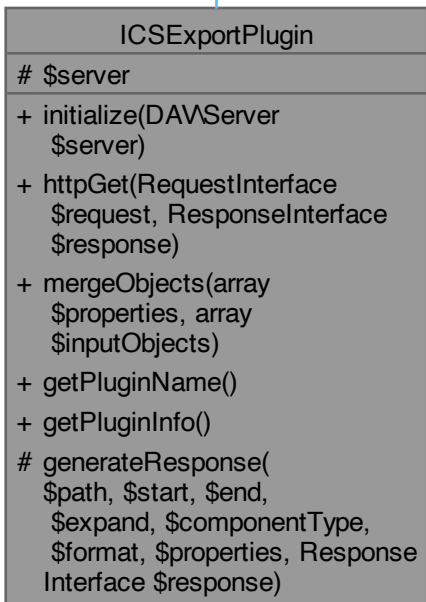 ICSExportPlugin
# $server
+ initialize(DAV\Server
$server)
+ httpGet(RequestInterface
$request, ResponseInterface
$response)
+ mergeObjects(array
$properties, array
$inputObjects)
+ getPluginName()
+ getPluginInfo()
# generateResponse(
$path, $start, $end,
$expand, $componentType,
$format, $properties, Response
Interface $response)